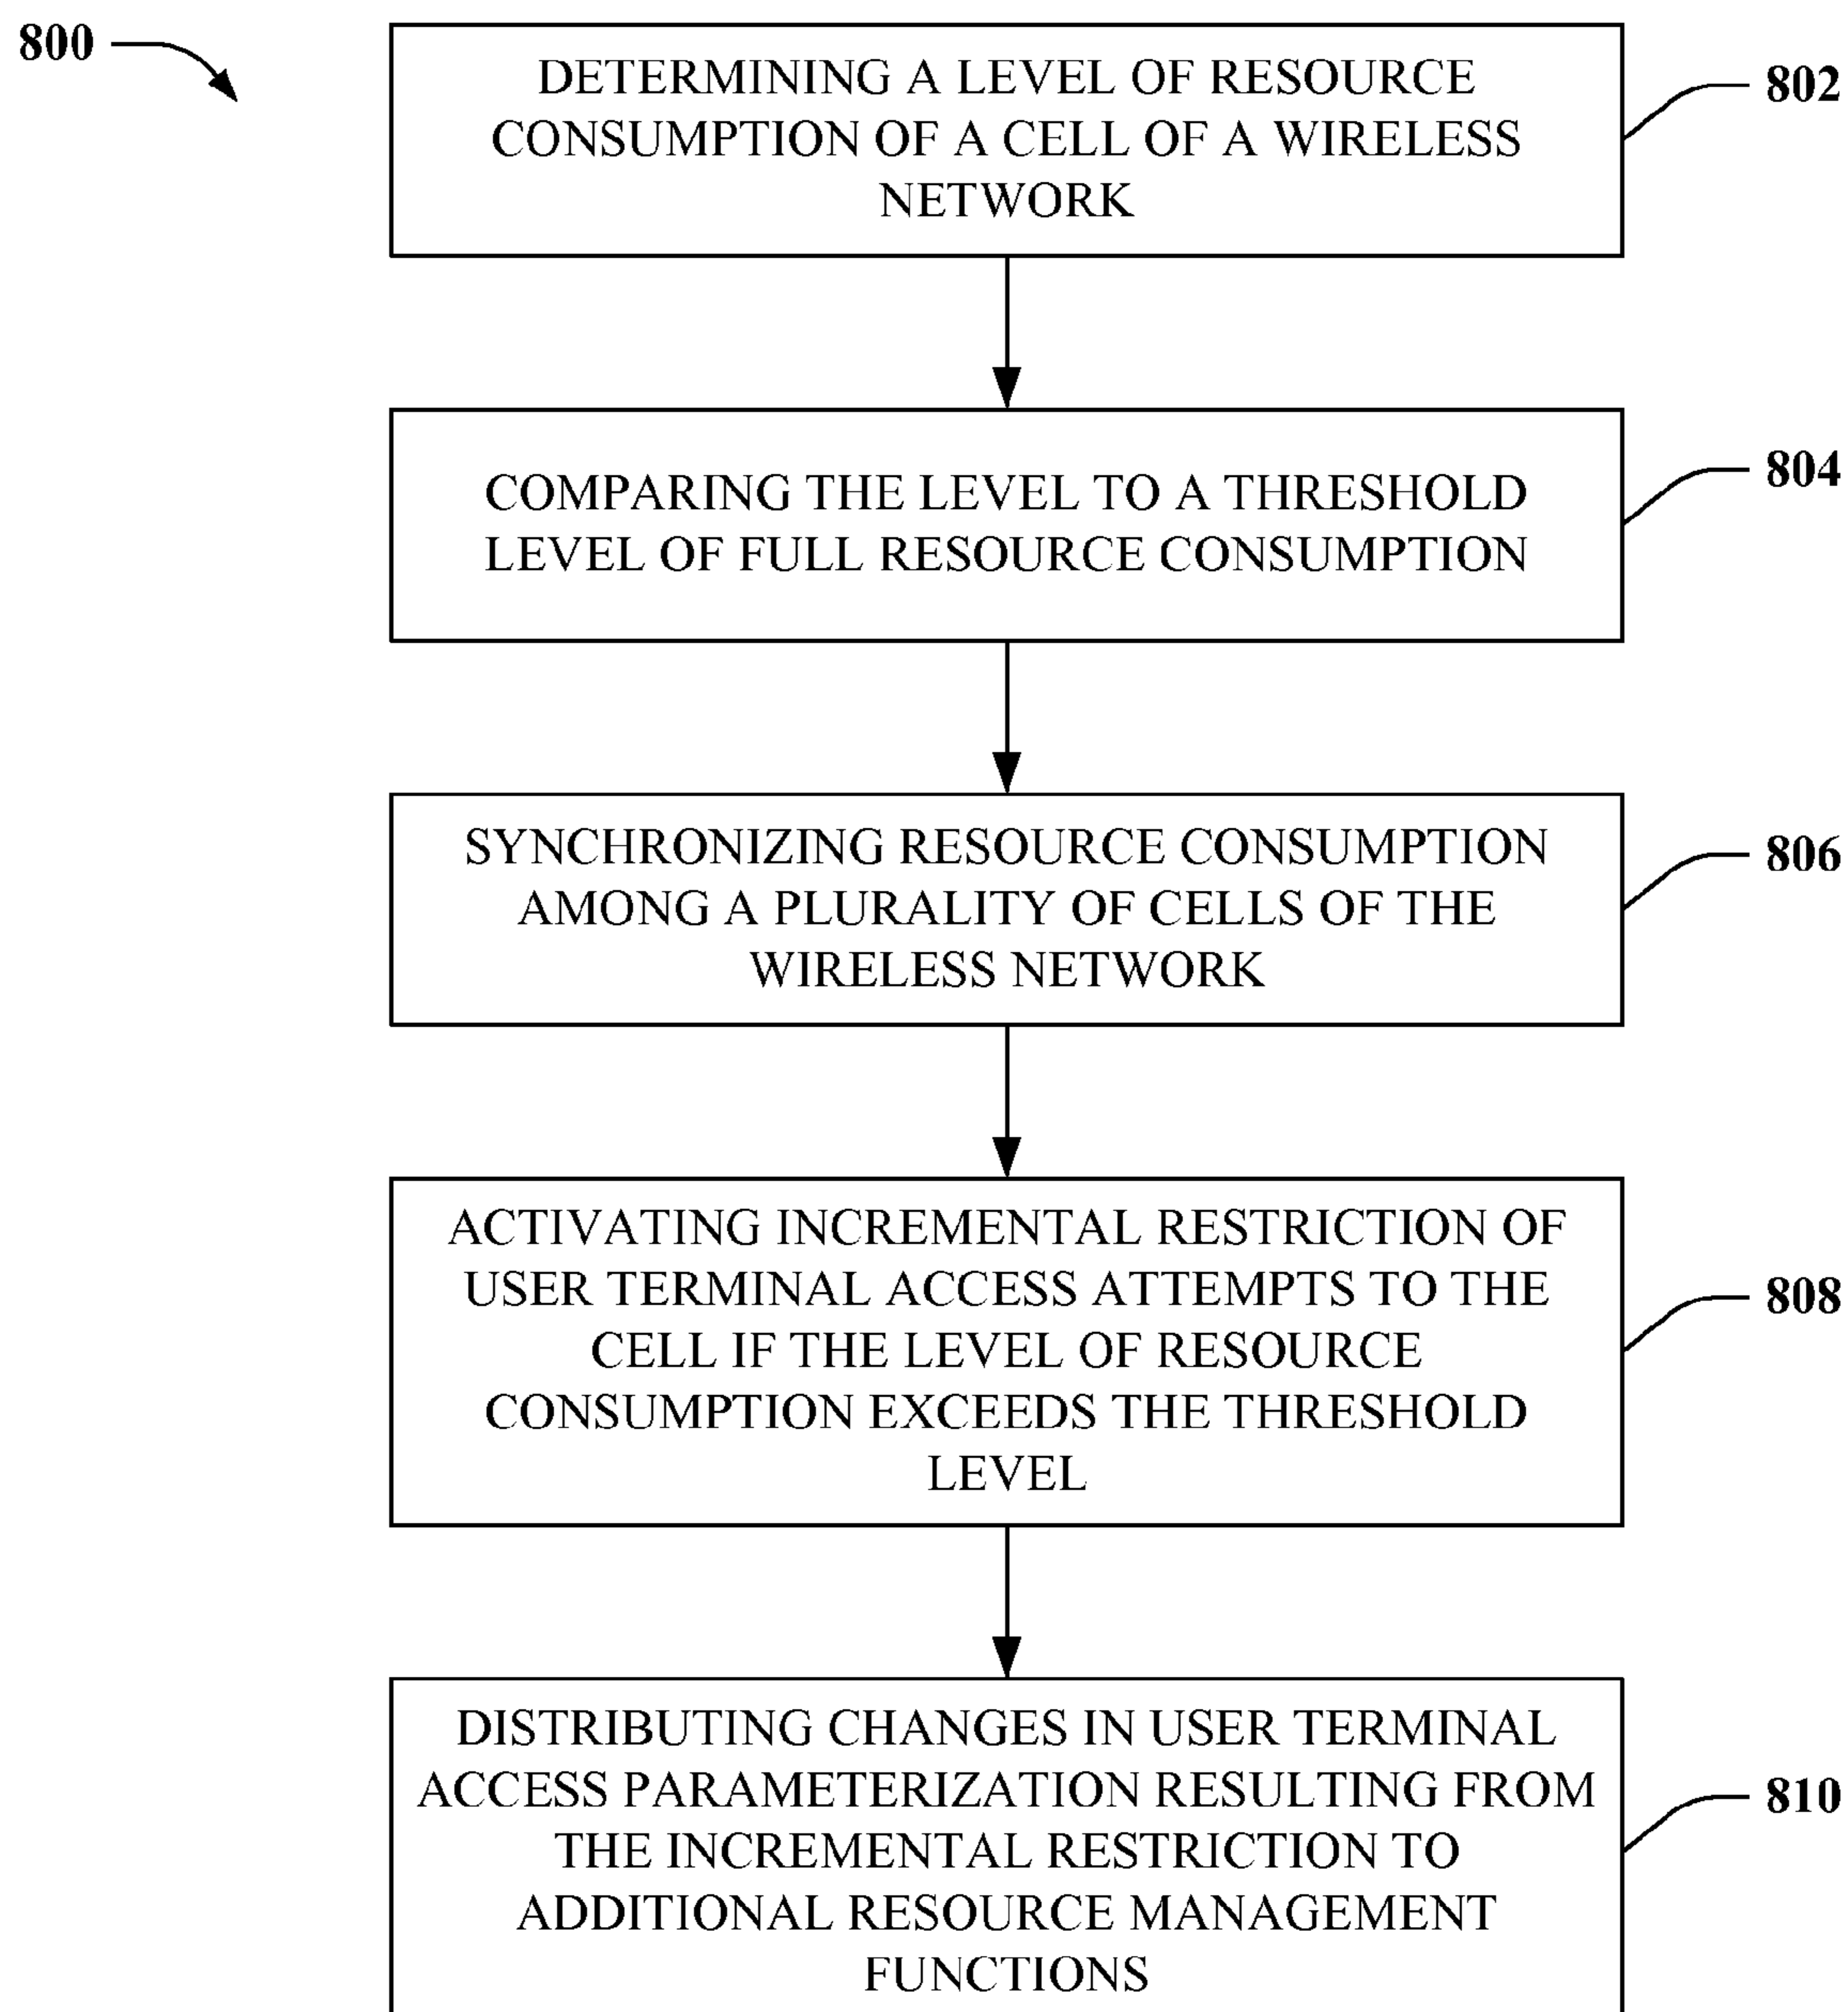 800
DETERMINING A LEVEL OF RESOURCE
CONSUMPTION OF A CELL OF A WIRELESS
NETWORK
802
COMPARING THE LEVEL TO A THRESHOLD
LEVEL OF FULL RESOURCE CONSUMPTION
804
SYNCHRONIZING RESOURCE CONSUMPTION
AMONG A PLURALITY OF CELLS OF THE
WIRELESS NETWORK
806
ACTIVATING INCREMENTAL RESTRICTION OF
USER TERMINAL ACCESS ATTEMPTS TO THE
CELL IF THE LEVEL OF RESOURCE
CONSUMPTION EXCEEDS THE THRESHOLD
LEVEL
808
DISTRIBUTING CHANGES IN USER TERMINAL
ACCESS PARAMETERIZATION RESULTING FROM
THE INCREMENTAL RESTRICTION TO
ADDITIONAL RESOURCE MANAGEMENT
FUNCTIONS
810